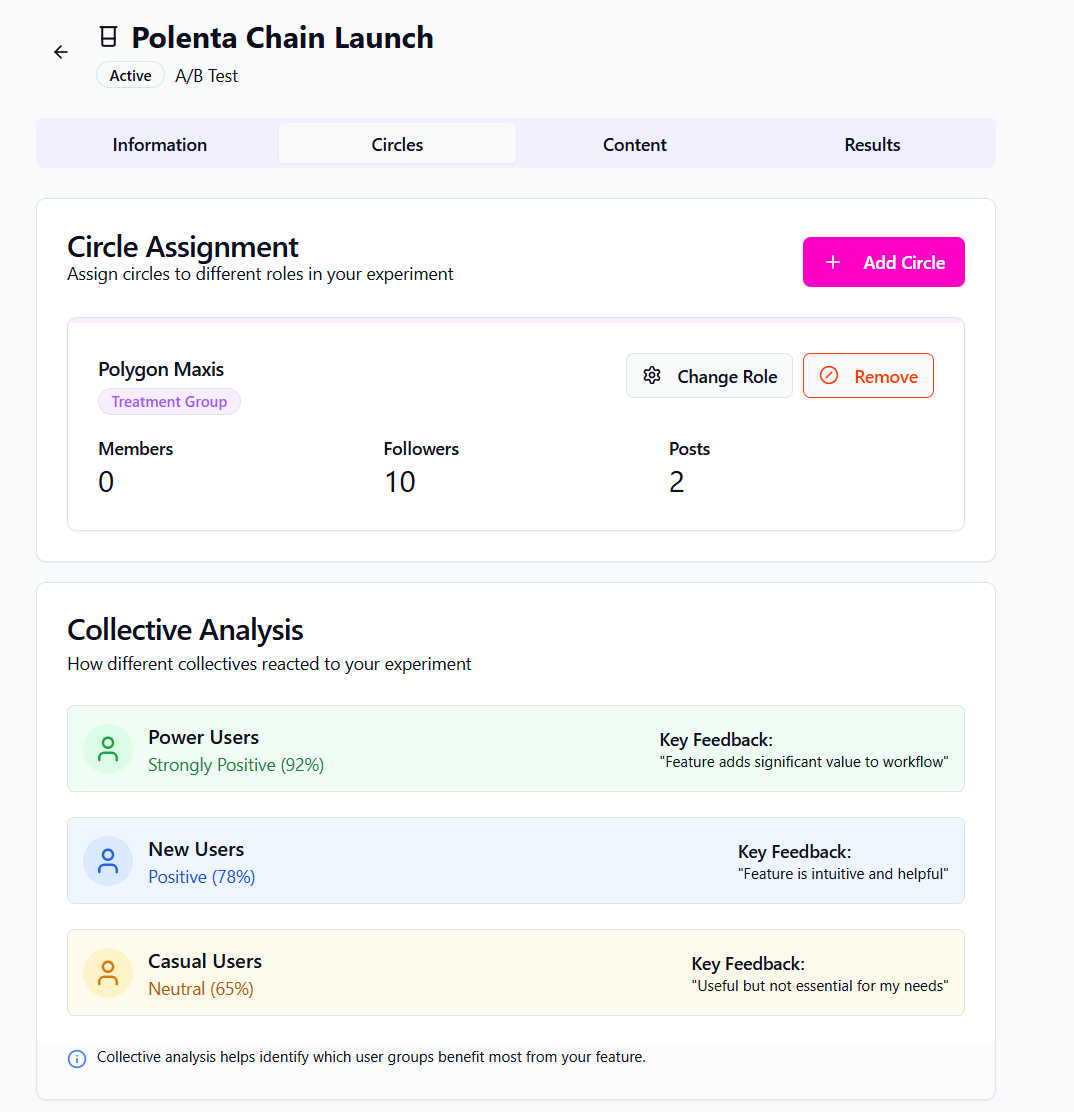 Polenta Chain Launch
Active A/B Test
Information Circles Content Results
Circle Assignment
Assign circles to different roles in your experiment
+ Add Circle
Polygon Maxis
Treatment Group
Change Role
Remove
Members Followers Posts
0 10 2
Collective Analysis
How different collectives reacted to your experiment
Power Users
Strongly Positive (92%)
Key Feedback:
"Feature adds significant value to workflow"
New Users
Positive (78%)
Key Feedback:
"Feature is intuitive and helpful"
Casual Users
Neutral (65%)
Key Feedback:
"Useful but not essential for my needs"
Collective analysis helps identify which user groups benefit most from your feature.